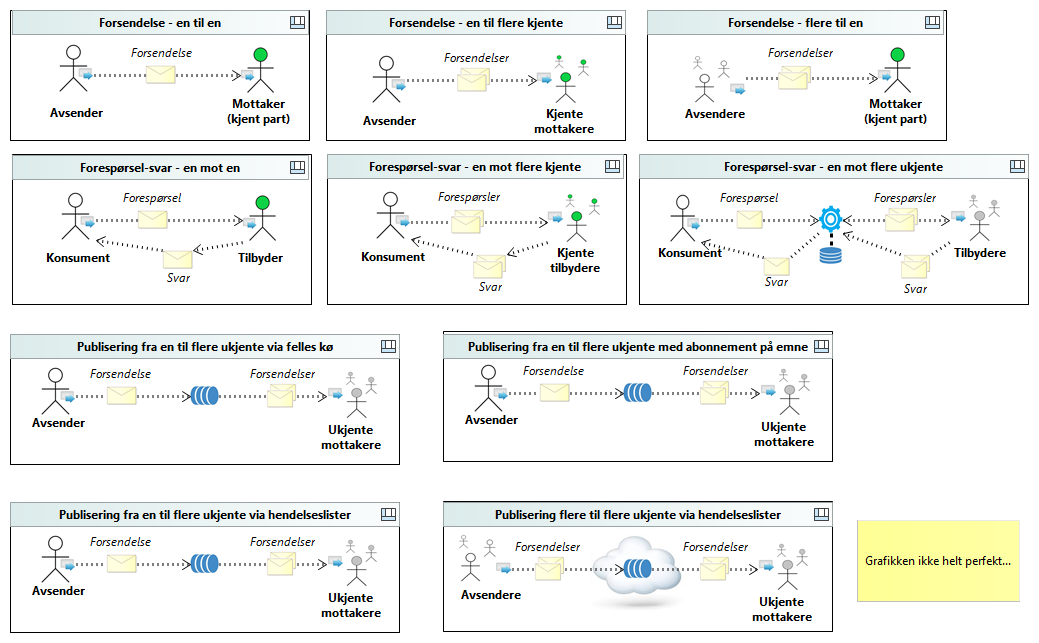 Forsendelse - en til en
Forsendelse
Avsender
Mottaker
(kjent part)
Forsendelse - en til flere kjente
Forsendelser
Avsender
Kjente
mottakere
Forsendelse - flere til en
Forsendelser
Avsendere
Mottaker
(kjent part)
Forespørsel-svar - en mot en
Forespørsel
Konsument
Tilbyder
Svar
Forespørsel-svar - en mot flere kjente
Forespørsler
Konsument
Kjente
tilbydere
Svar
Forespørsel-svar - en mot flere ukjente
Forespørsel
Forespørsler
Konsument
Tilbydere
Svar
Svar
Publisering fra en til flere ukjente via felles kø
Forsendelse
Forsendelser
Avsender
Ukjente
mottakere
Publisering fra en til flere ukjente med abonnement på emne
Forsendelse
Forsendelser
Avsender
Ukjente
mottakere
Publisering fra en til flere ukjente via hendelseslister
Forsendelse
Forsendelser
Avsender
Ukjente
mottakere
Publisering flere til flere ukjente via hendelseslister
Forsendelser
Forsendelser
Avsendere
Ukjente
mottakere
Grafikken ikke helt perfekt...